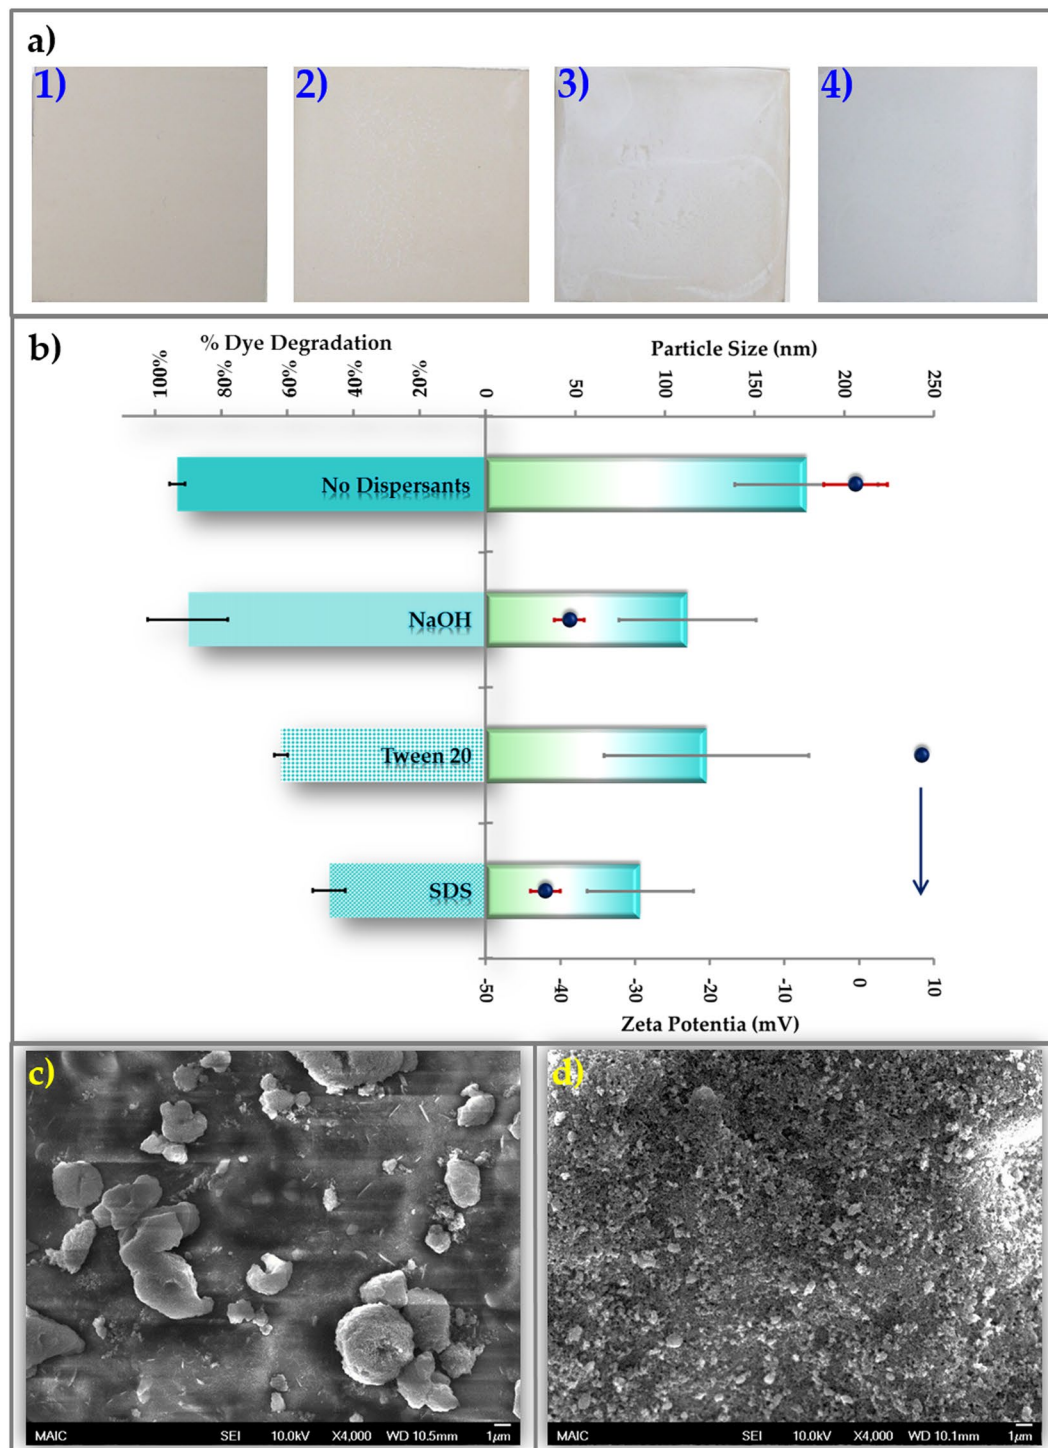 a)
1)
2)
3)
4)
b)
% Dye Degradation
Particle Size (nm)
100%
80%
60%
40%
20%
0
50
100
150
200
250
No Dispersants
NaOH
Tween 20
SDS
-50
-40
-30
-20
-10
0
10
Zeta Potentia (mV)
c)
d)
MAIC SEI 10.0kV X4,000 WD 10.5mm 1µm
MAIC SEI 10.0kV X4,000 WD 10.1mm 1µm